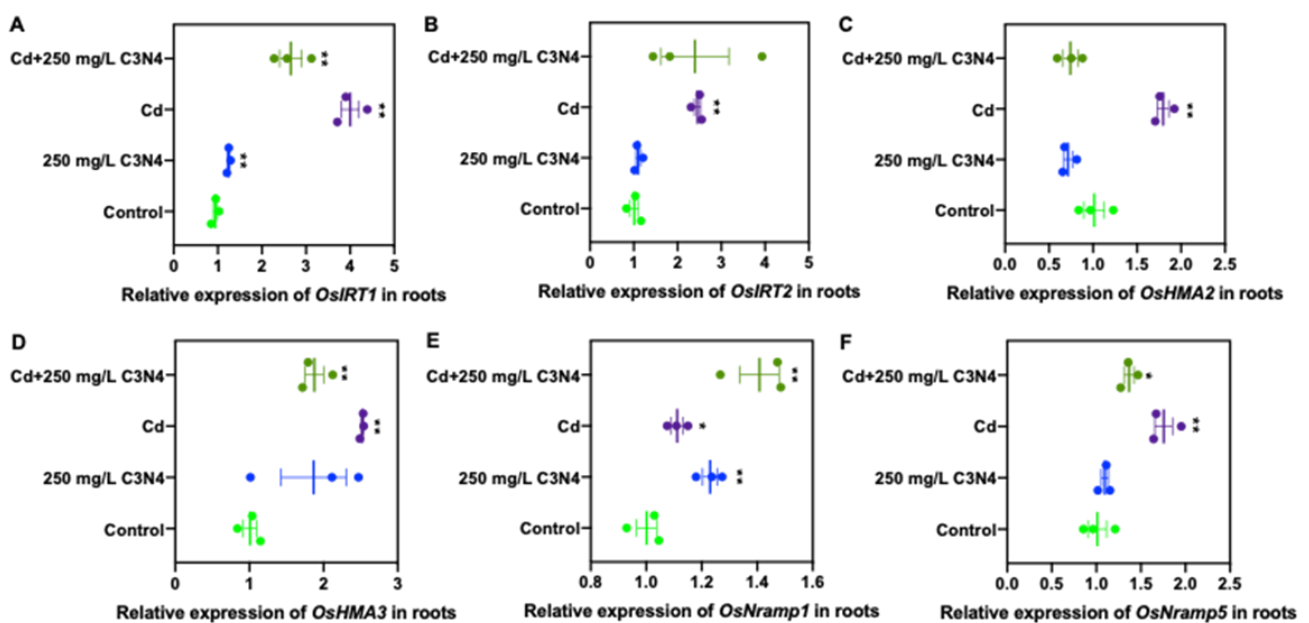 A
Cd+250 mg/L C3N4
**
Cd
**
250 mg/L C3N4
**
Control
0 1 2 3 4 5
Relative expression of OsIRT1 in roots
B
Cd+250 mg/L C3N4
Cd
**
250 mg/L C3N4
Control
0 1 2 3 4 5
Relative expression of OsIRT2 in roots
C
Cd+250 mg/L C3N4
Cd
**
250 mg/L C3N4
Control
0.0 0.5 1.0 1.5 2.0 2.5
Relative expression of OsHMA2 in roots
D
Cd+250 mg/L C3N4
**
Cd
**
250 mg/L C3N4
Control
0 1 2 3
Relative expression of OsHMA3 in roots
E
Cd+250 mg/L C3N4
**
Cd
*
250 mg/L C3N4
**
Control
0.8 1.0 1.2 1.4 1.6
Relative expression of OsNramp1 in roots
F
Cd+250 mg/L C3N4
*
Cd
**
250 mg/L C3N4
Control
0.0 0.5 1.0 1.5 2.0 2.5
Relative expression of OsNramp5 in roots